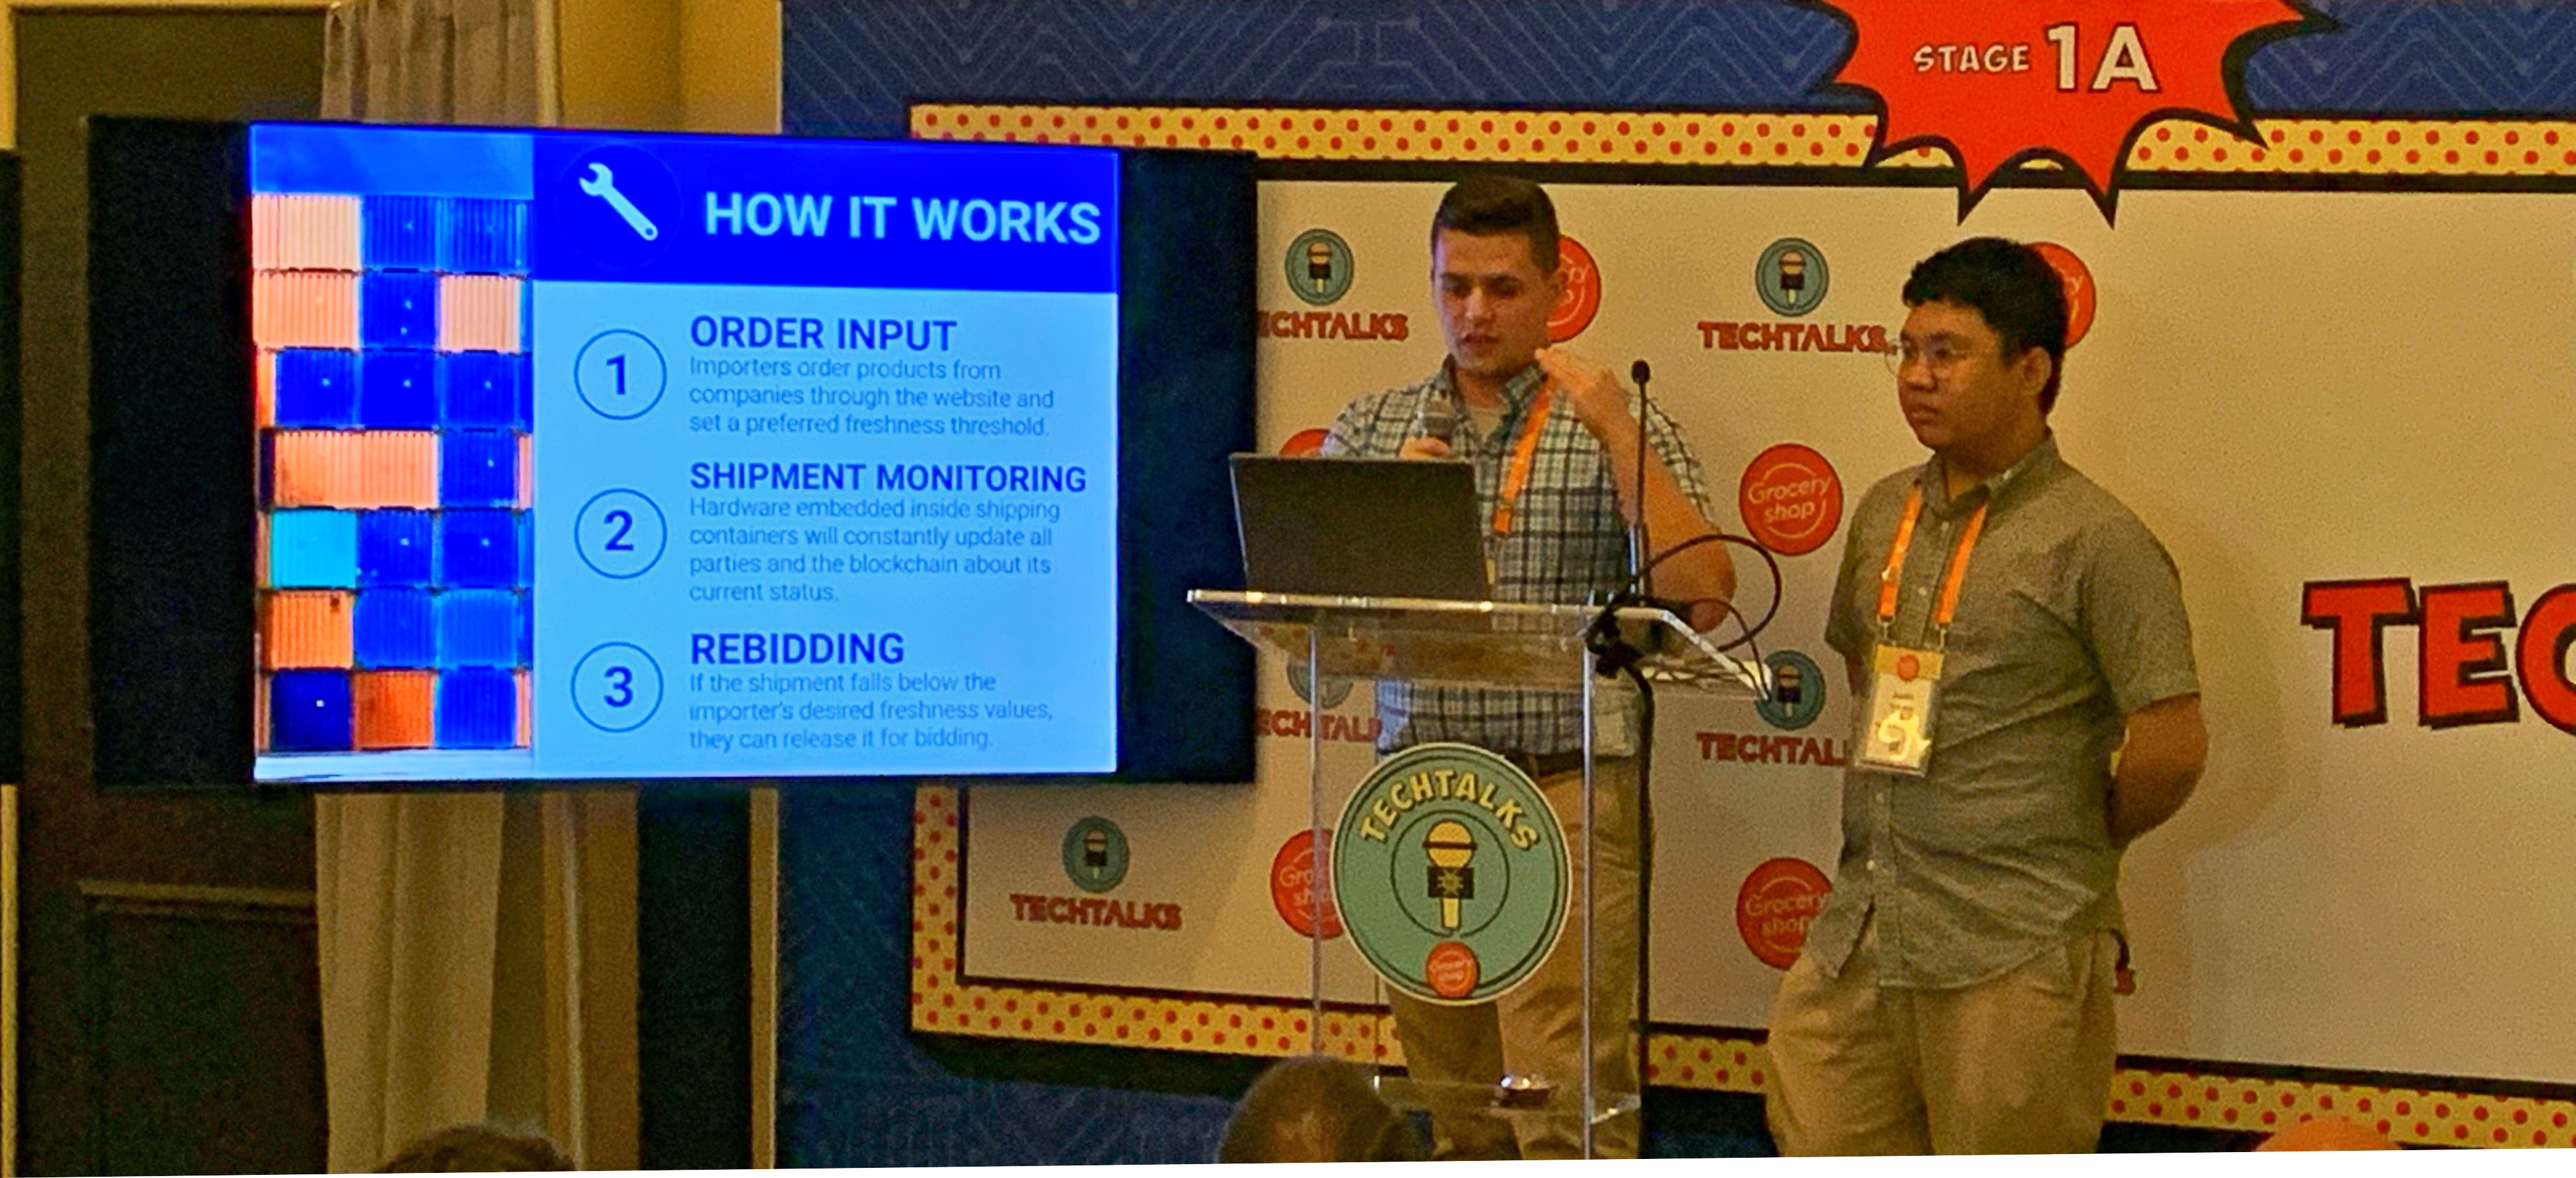 STAGE 1A
HOW IT WORKS
1
ORDER INPUT
Importers order products from
companies through the website and
set a preferred freshness threshold.
2
SHIPMENT MONITORING
Hardware embedded inside shipping
containers will constantly update all
parties and the blockchain about its
current status.
3
REBIDDING
If the shipment falls below the
importer's desired freshness values,
they can release it for bidding.
TECHTALKS
Grocery
shop
TECHTALKS
TECHTALKS
Grocery
shop